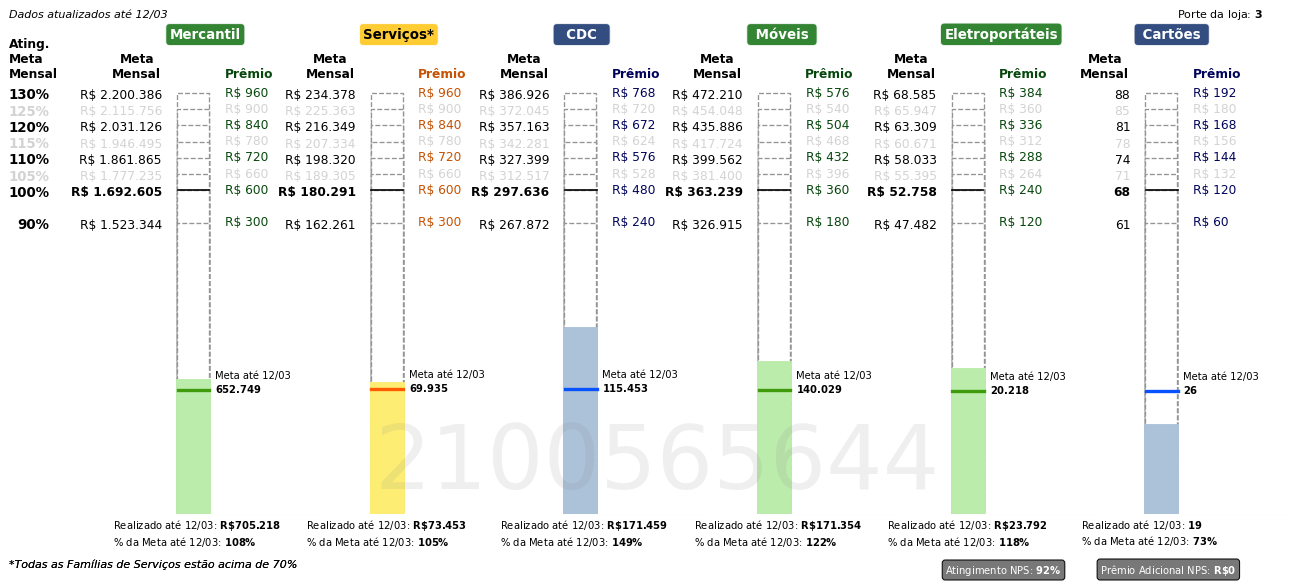 Dados atualizados até 12/03
Porte da loja: 3
Mercantil Serviços* CDC Móveis Eletroportáteis Cartões
Ating. Meta Mensal
Meta Mensal Prêmio Meta Mensal Prêmio Meta Mensal Prêmio Meta Mensal Prêmio Meta Mensal Prêmio Meta Mensal Prêmio
130% R$ 2.200.386 R$ 960 R$ 234.378 R$ 960 R$ 386.926 R$ 768 R$ 472.210 R$ 576 R$ 68.585 R$ 384 88 R$ 192
125% R$ 2.115.756 R$ 900 R$ 225.363 R$ 900 R$ 372.045 R$ 720 R$ 454.048 R$ 540 R$ 65.947 R$ 360 85 R$ 180
120% R$ 2.031.126 R$ 840 R$ 216.349 R$ 840 R$ 357.163 R$ 672 R$ 435.886 R$ 504 R$ 63.309 R$ 336 81 R$ 168
115% R$ 1.946.495 R$ 780 R$ 207.334 R$ 780 R$ 342.281 R$ 624 R$ 417.724 R$ 468 R$ 60.671 R$ 312 78 R$ 156
110% R$ 1.861.865 R$ 720 R$ 198.320 R$ 720 R$ 327.399 R$ 576 R$ 399.562 R$ 432 R$ 58.033 R$ 288 74 R$ 144
105% R$ 1.777.235 R$ 660 R$ 189.305 R$ 660 R$ 312.517 R$ 528 R$ 381.400 R$ 396 R$ 55.395 R$ 264 71 R$ 132
100% R$ 1.692.605 R$ 600 R$ 180.291 R$ 600 R$ 297.636 R$ 480 R$ 363.239 R$ 360 R$ 52.758 R$ 240 68 R$ 120
90% R$ 1.523.344 R$ 300 R$ 162.261 R$ 300 R$ 267.872 R$ 240 R$ 326.915 R$ 180 R$ 47.482 R$ 120 61 R$ 60
Meta até 12/03 Meta até 12/03 Meta até 12/03 Meta até 12/03 Meta até 12/03 Meta até 12/03
652.749 69.935 115.453 140.029 20.218 26
2100565644
Realizado até 12/03: R$705.218 Realizado até 12/03: R$73.453 Realizado até 12/03: R$171.459 Realizado até 12/03: R$171.354 Realizado até 12/03: R$23.792 Realizado até 12/03: 19
% da Meta até 12/03: 108% % da Meta até 12/03: 105% % da Meta até 12/03: 149% % da Meta até 12/03: 122% % da Meta até 12/03: 118% % da Meta até 12/03: 73%
*Todas as Famílias de Serviços estão acima de 70%
Atingimento NPS: 92% Prêmio Adicional NPS: R$0